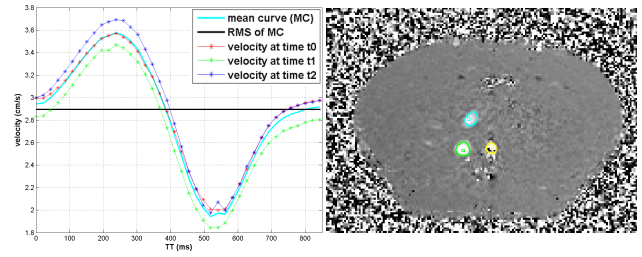 3.8
3.6
3.4
3.2
3
2.8
2.6
2.4
2.2
2
1.8
velocity (cm/s)
mean curve (MC)
RMS of MC
velocity at time t0
velocity at time t1
velocity at time t2
0 100 200 300 400 500 600 700 800
TT (ms)